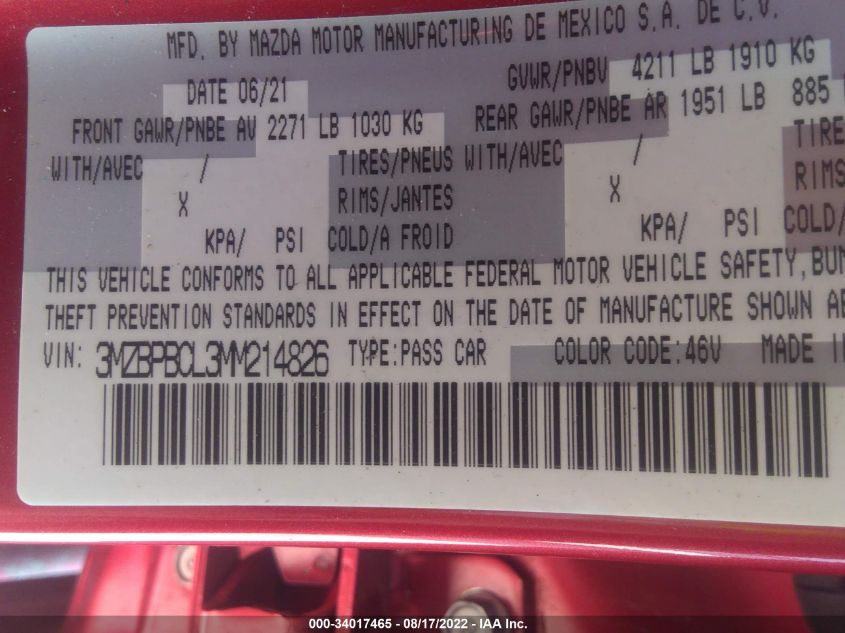 MFD. BY MAZDA MOTOR MANUFACTURING DE MEXICO S.A. DE C.V.
DATE 06/21 GVWR/PNBV 4211 LB 1910 KG
FRONT GAWR/PNBE AV 2271 LB 1030 KG REAR GAWR/PNBE AR 1951 LB 885
WITH/AVEC / TIRES/PNEUS WITH/AVEC / TIRES
X RIMS/JANTES X RIMS
KPA/ PSI COLD/A FROID KPA/ PSI COLD/
THIS VEHICLE CONFORMS TO ALL APPLICABLE FEDERAL MOTOR VEHICLE SAFETY, BUM
THEFT PREVENTION STANDARDS IN EFFECT ON THE DATE OF MANUFACTURE SHOWN AB
VIN: 3MZBPBCL3MM214826 TYPE:PASS CAR COLOR CODE:46V MADE I
000-34017465 - 08/17/2022 - IAA Inc.